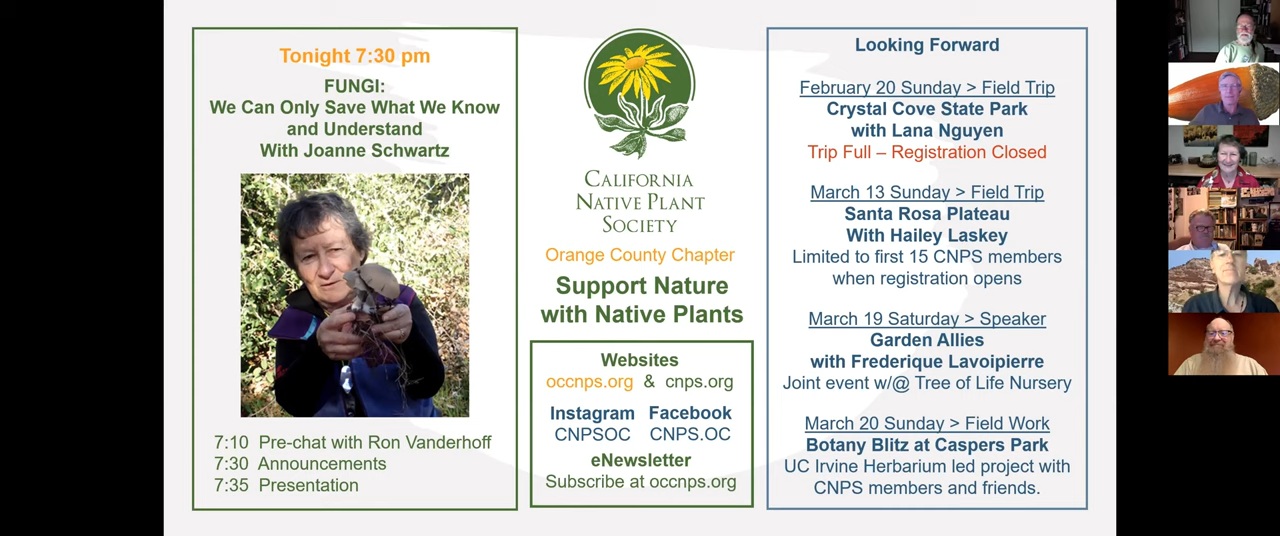 Tonight 7:30 pm
FUNGI:
We Can Only Save What We Know
and Understand
With Joanne Schwartz
7:10 Pre-chat with Ron Vanderhoff
7:30 Announcements
7:35 Presentation
CALIFORNIA
NATIVE PLANT
SOCIETY
Orange County Chapter
Support Nature
with Native Plants
Websites
occnps.org & cnps.org
Instagram Facebook
CNPSOC CNPS.OC
eNewsletter
Subscribe at occnps.org
Looking Forward
February 20 Sunday > Field Trip
Crystal Cove State Park
with Lana Nguyen
Trip Full – Registration Closed
March 13 Sunday > Field Trip
Santa Rosa Plateau
With Hailey Laskey
Limited to first 15 CNPS members
when registration opens
March 19 Saturday > Speaker
Garden Allies
with Frederique Lavoipierre
Joint event w/@ Tree of Life Nursery
March 20 Sunday > Field Work
Botany Blitz at Caspers Park
UC Irvine Herbarium led project with
CNPS members and friends.